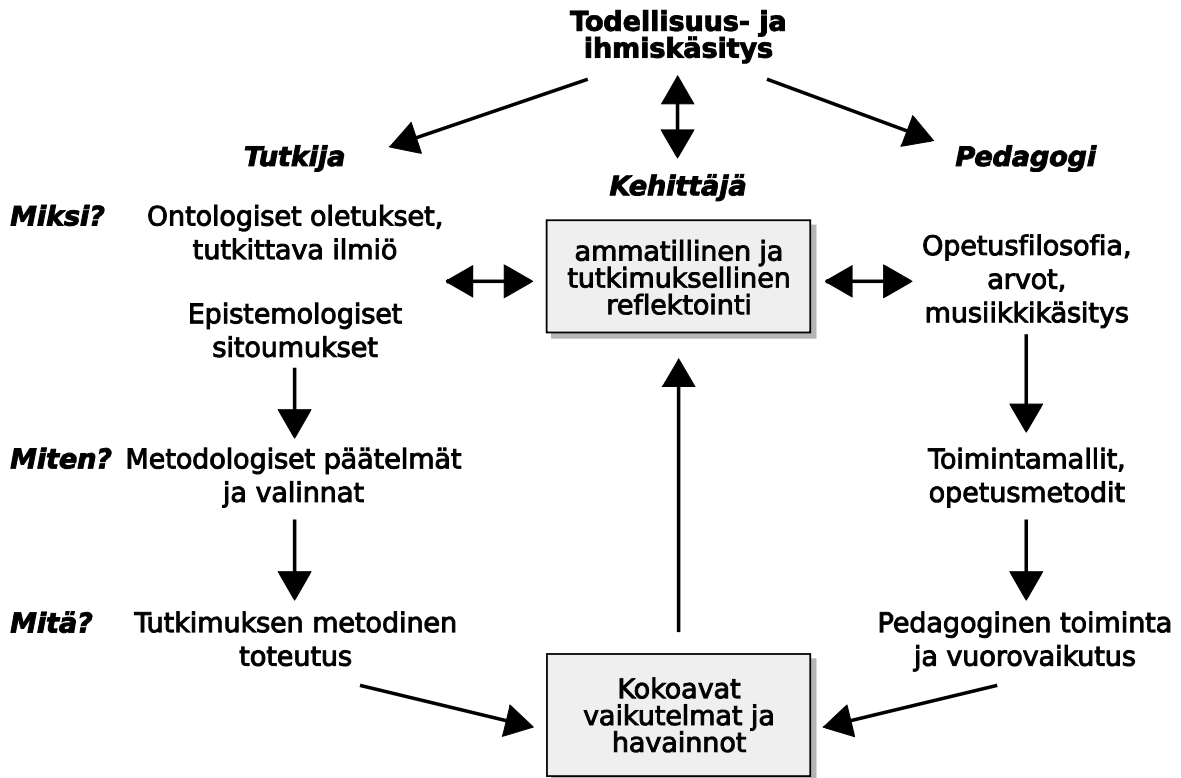 Todellisuus- ja
ihmiskäsitys
Tutkija
Pedagogi
Kehittäjä
Miksi?
Ontologiset oletukset,
tutkittava ilmiö
Epistemologiset
sitoumukset
ammatillinen ja
tutkimuksellinen
reflektointi
Opetusfilosofia,
arvot,
musiikkikäsitys
Miten?
Metodologiset päätelmät
ja valinnat
Toimintamallit,
opetusmetodit
Mitä?
Tutkimuksen metodinen
toteutus
Pedagoginen toiminta
ja vuorovaikutus
Kokoavat
vaikutelmat ja
havainnot